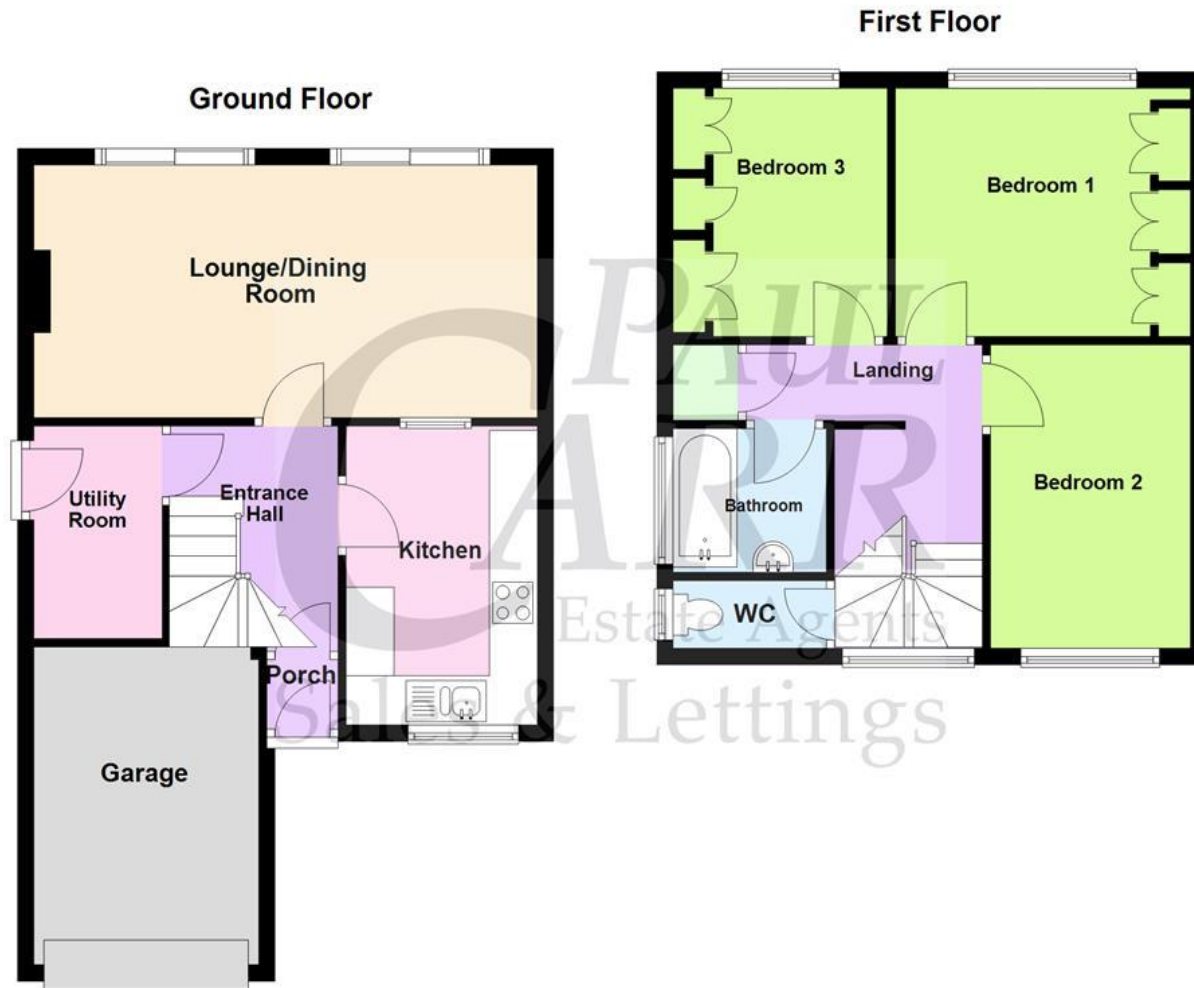 First Floor
Ground Floor
Bedroom 3
Bedroom 1
Lounge/Dining
Room
Landing
Utility
Room
Entrance
Hall
Kitchen
Bathroom
Bedroom 2
WC
Porch
Garage
PAUL
CARR
Estate Agents
Sales & Lettings